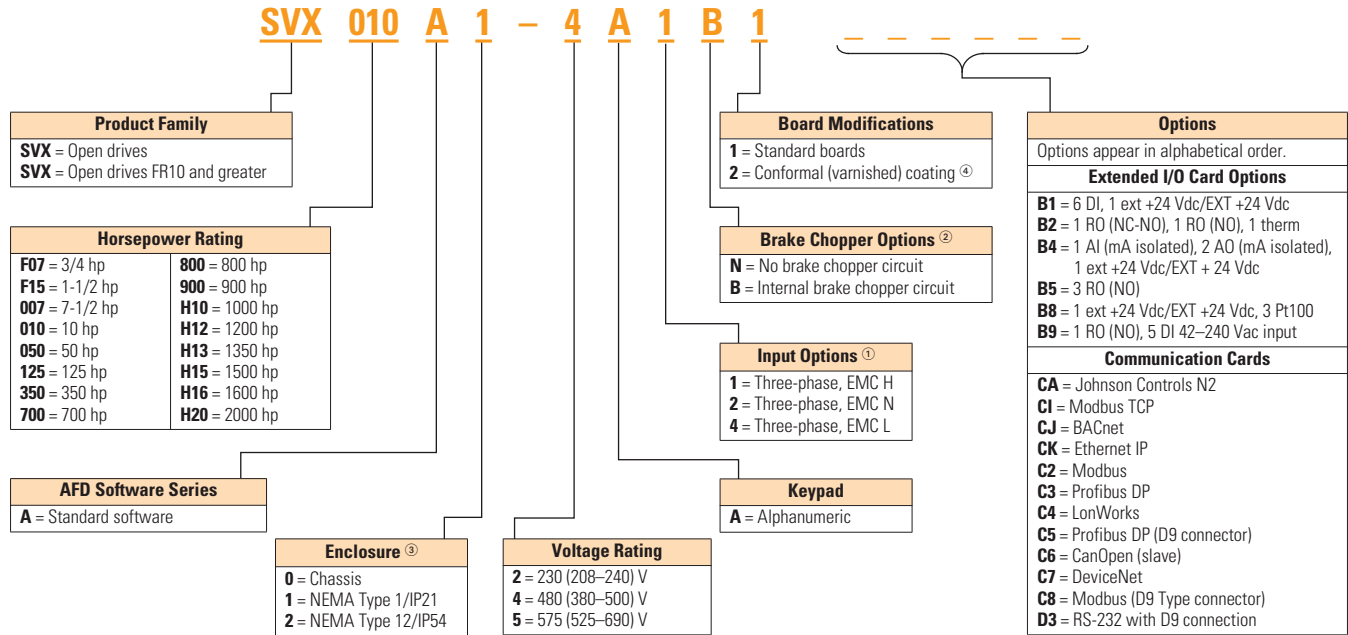 SVX 010 A 1 – 4 A 1 B 1 _ _ _ _ _ _
Product Family
SVX = Open drives
SVX = Open drives FR10 and greater
Horsepower Rating
F07 = 3/4 hp
F15 = 1-1/2 hp
007 = 7-1/2 hp
010 = 10 hp
050 = 50 hp
125 = 125 hp
350 = 350 hp
700 = 700 hp
800 = 800 hp
900 = 900 hp
H10 = 1000 hp
H12 = 1200 hp
H13 = 1350 hp
H15 = 1500 hp
H16 = 1600 hp
H20 = 2000 hp
AFD Software Series
A = Standard software
Enclosure ③
0 = Chassis
1 = NEMA Type 1/IP21
2 = NEMA Type 12/IP54
Voltage Rating
2 = 230 (208–240) V
4 = 480 (380–500) V
5 = 575 (525–690) V
Keypad
A = Alphanumeric
Input Options ①
1 = Three-phase, EMC H
2 = Three-phase, EMC N
4 = Three-phase, EMC L
Brake Chopper Options ②
N = No brake chopper circuit
B = Internal brake chopper circuit
Board Modifications
1 = Standard boards
2 = Conformal (varnished) coating ④
Options
Options appear in alphabetical order.
Extended I/O Card Options
B1 = 6 DI, 1 ext +24 Vdc/EXT +24 Vdc
B2 = 1 RO (NC-NO), 1 RO (NO), 1 therm
B4 = 1 AI (mA isolated), 2 AO (mA isolated),
1 ext +24 Vdc/EXT + 24 Vdc
B5 = 3 RO (NO)
B8 = 1 ext +24 Vdc/EXT +24 Vdc, 3 Pt100
B9 = 1 RO (NO), 5 DI 42–240 Vac input
Communication Cards
CA = Johnson Controls N2
CI = Modbus TCP
CJ = BACnet
CK = Ethernet IP
C2 = Modbus
C3 = Profibus DP
C4 = LonWorks
C5 = Profibus DP (D9 connector)
C6 = CanOpen (slave)
C7 = DeviceNet
C8 = Modbus (D9 Type connector)
D3 = RS-232 with D9 connection